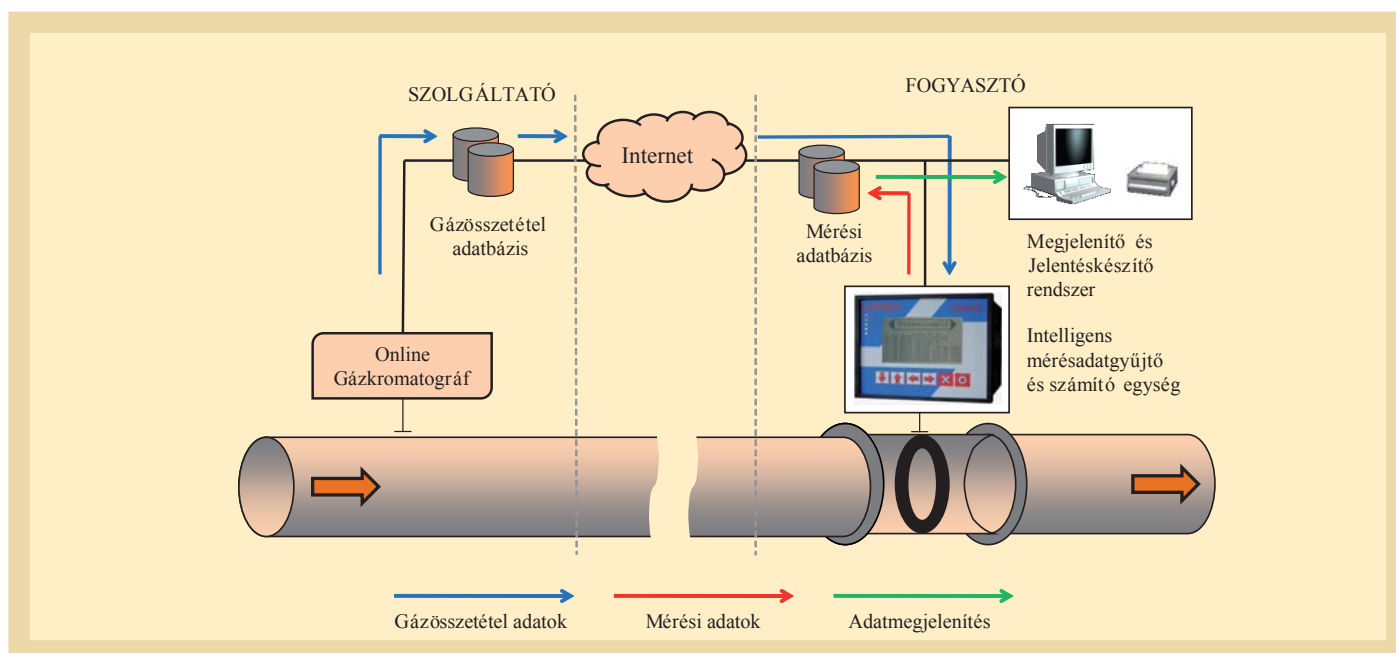 SZOLGÁLTATÓ
FOGYASZTÓ
Internet
Gázösszetétel
adatbázis
Mérési
adatbázis
Megjelenítő és
Jelentéskészítő
rendszer
Online
Gázkromatográf
Intelligens
mérésadatgyűjtő
és számító egység
Gázösszetétel adatok
Mérési adatok
Adatmegjelenítés